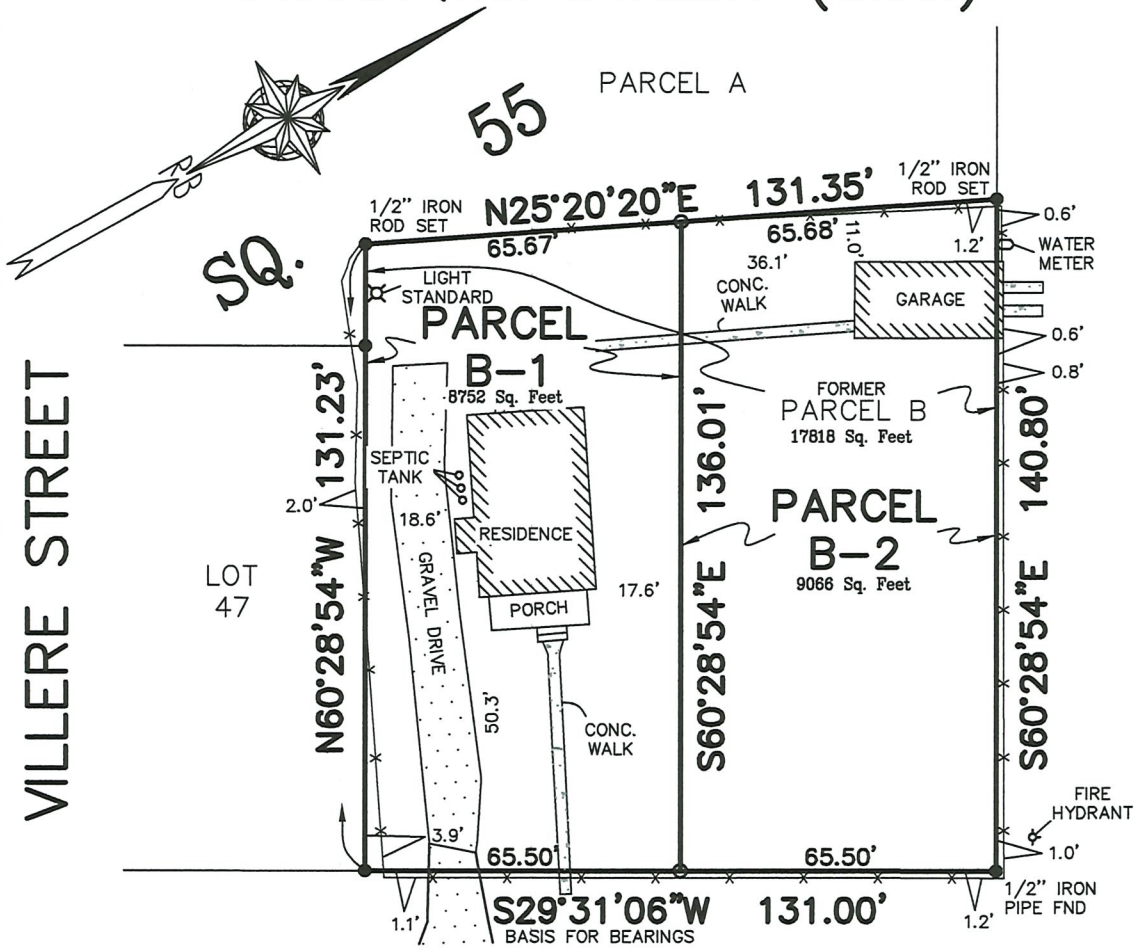 PARCEL A
55
SQ.
RB
1/2" IRON
ROD SET
N25°20'20"E 131.35'
1/2" IRON
ROD SET
65.67'
65.68'
0.6'
1.2'
WATER
METER
11.0'
36.1'
CONC.
WALK
GARAGE
LIGHT
STANDARD
0.6'
0.8'
PARCEL
B-1
8752 Sq. Feet
FORMER
PARCEL B
17818 Sq. Feet
VILLERE STREET
N60°28'54"W 131.23'
2.0'
SEPTIC
TANK
18.6'
RESIDENCE
PORCH
17.6'
GRAVEL DRIVE
50.3'
CONC.
WALK
LOT
47
S60°28'54"E 136.01'
PARCEL
B-2
9066 Sq. Feet
S60°28'54"E 140.80'
FIRE
HYDRANT
3.9'
65.50'
65.50'
1.0'
1.1'
S29°31'06"W 131.00'
BASIS FOR BEARINGS
1.2'
1/2" IRON
PIPE FND